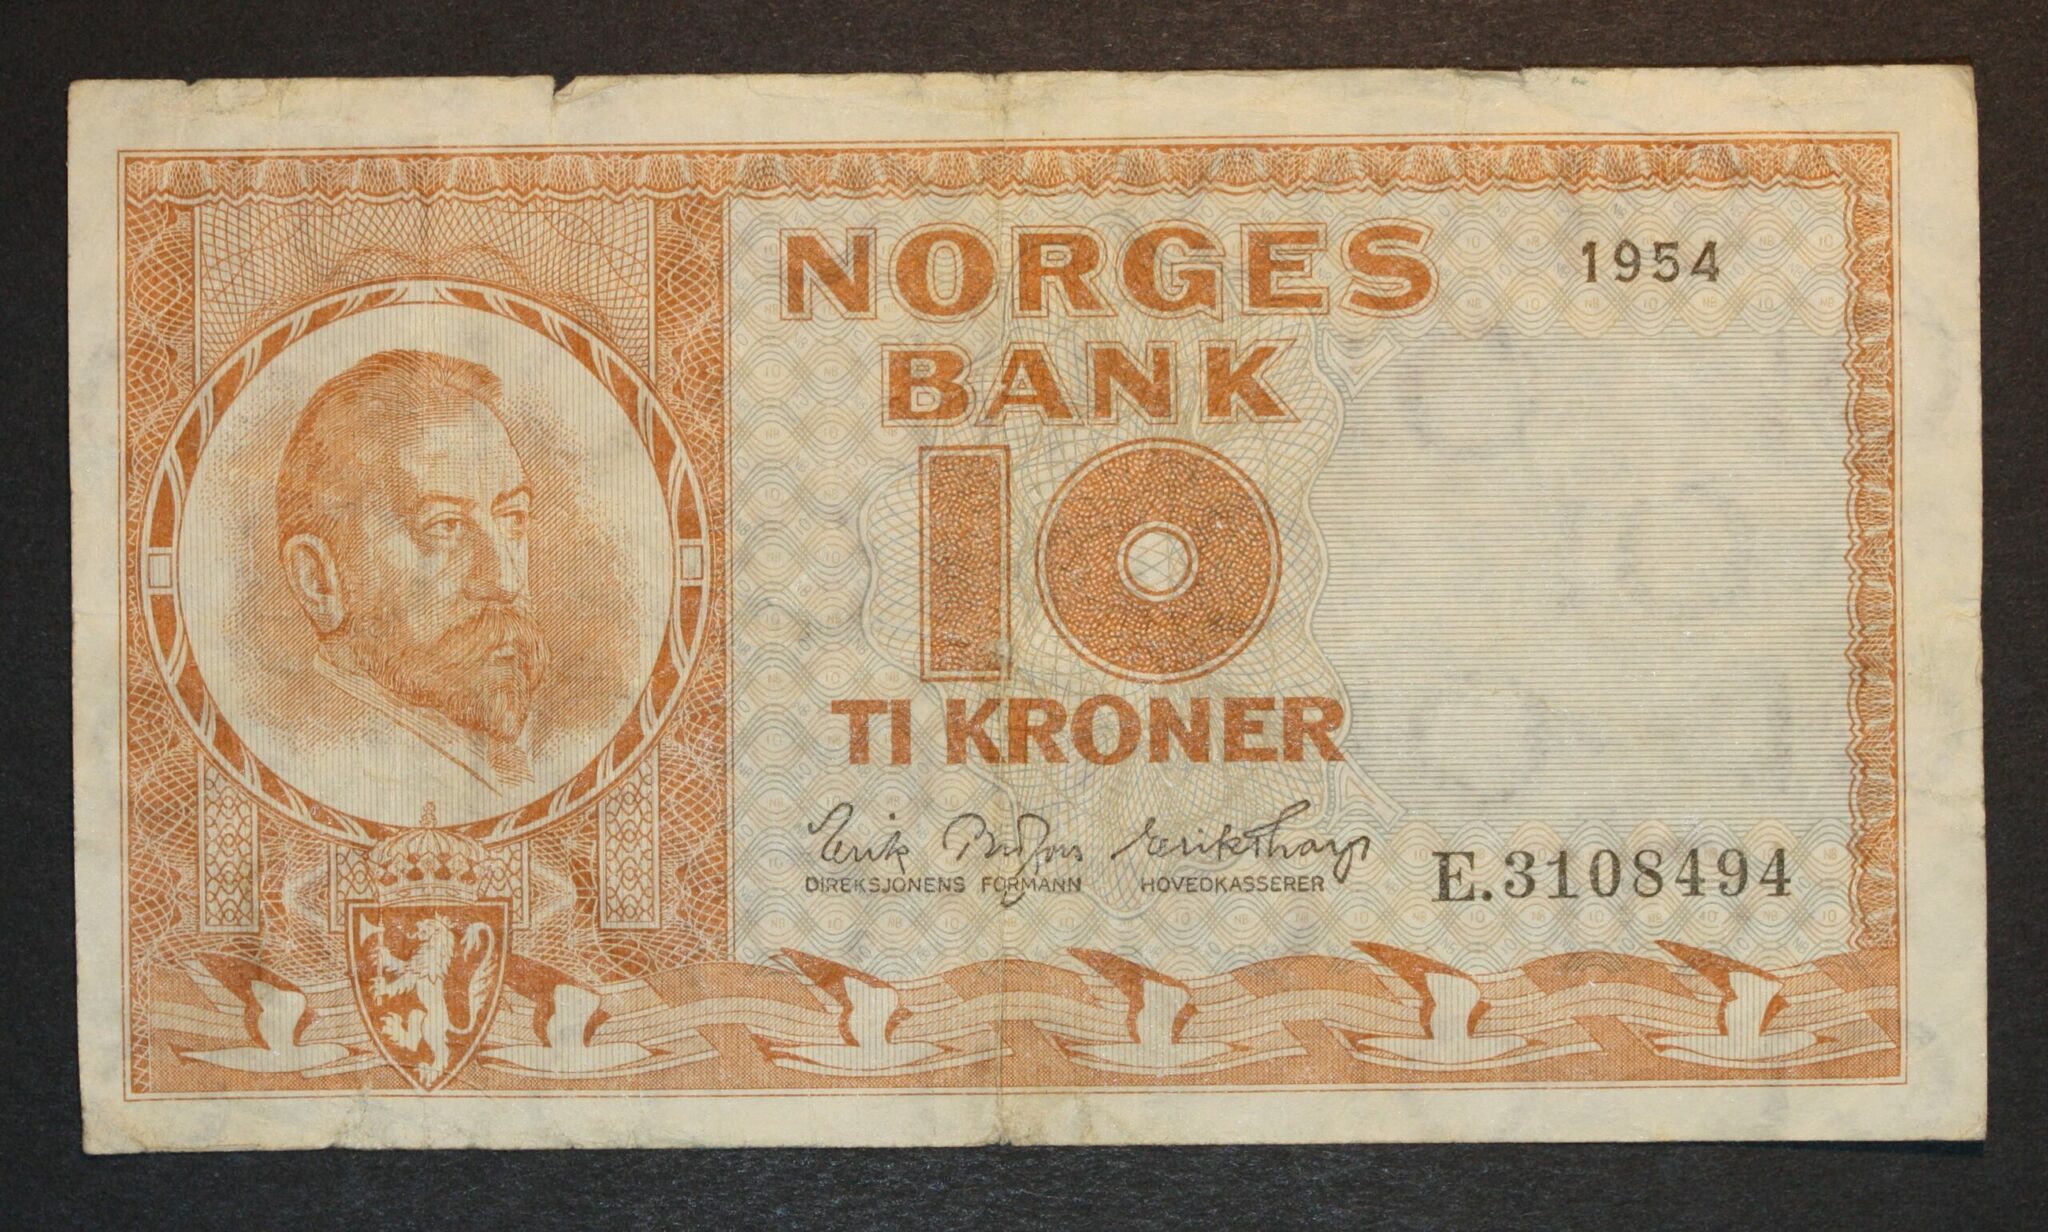 NORGES
1954
BANK
10
TI KRONER
DIREKSJONENS FORMANN HOVEDKASSERER
E.3108494